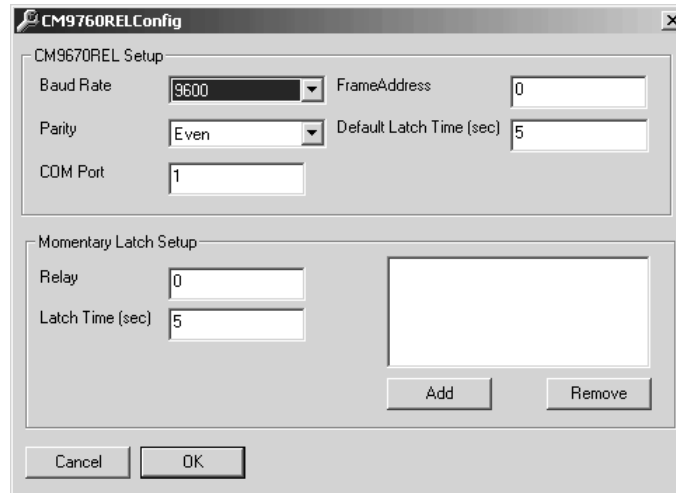 CM9760RELConfig
CM9670REL Setup
Baud Rate
9600
FrameAddress
0
Parity
Even
Default Latch Time (sec)
5
COM Port
1
Momentary Latch Setup
Relay
0
Latch Time (sec)
5
Add
Remove
Cancel
OK